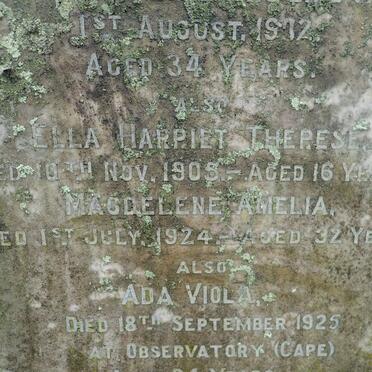 1ST AUGUST, 1912
AGED 34 YEARS.
ALSO
ELLA HARRIET THERESE,
10TH NOV, 1909,—AGED 16
MAGDELENE AMELIA,
1ST JULY, 1924.—AGED 32
ALSO
ADA VIOLA,
DIED 18TH SEPTEMBER 1925
AT OBSERVATORY (CAPE)